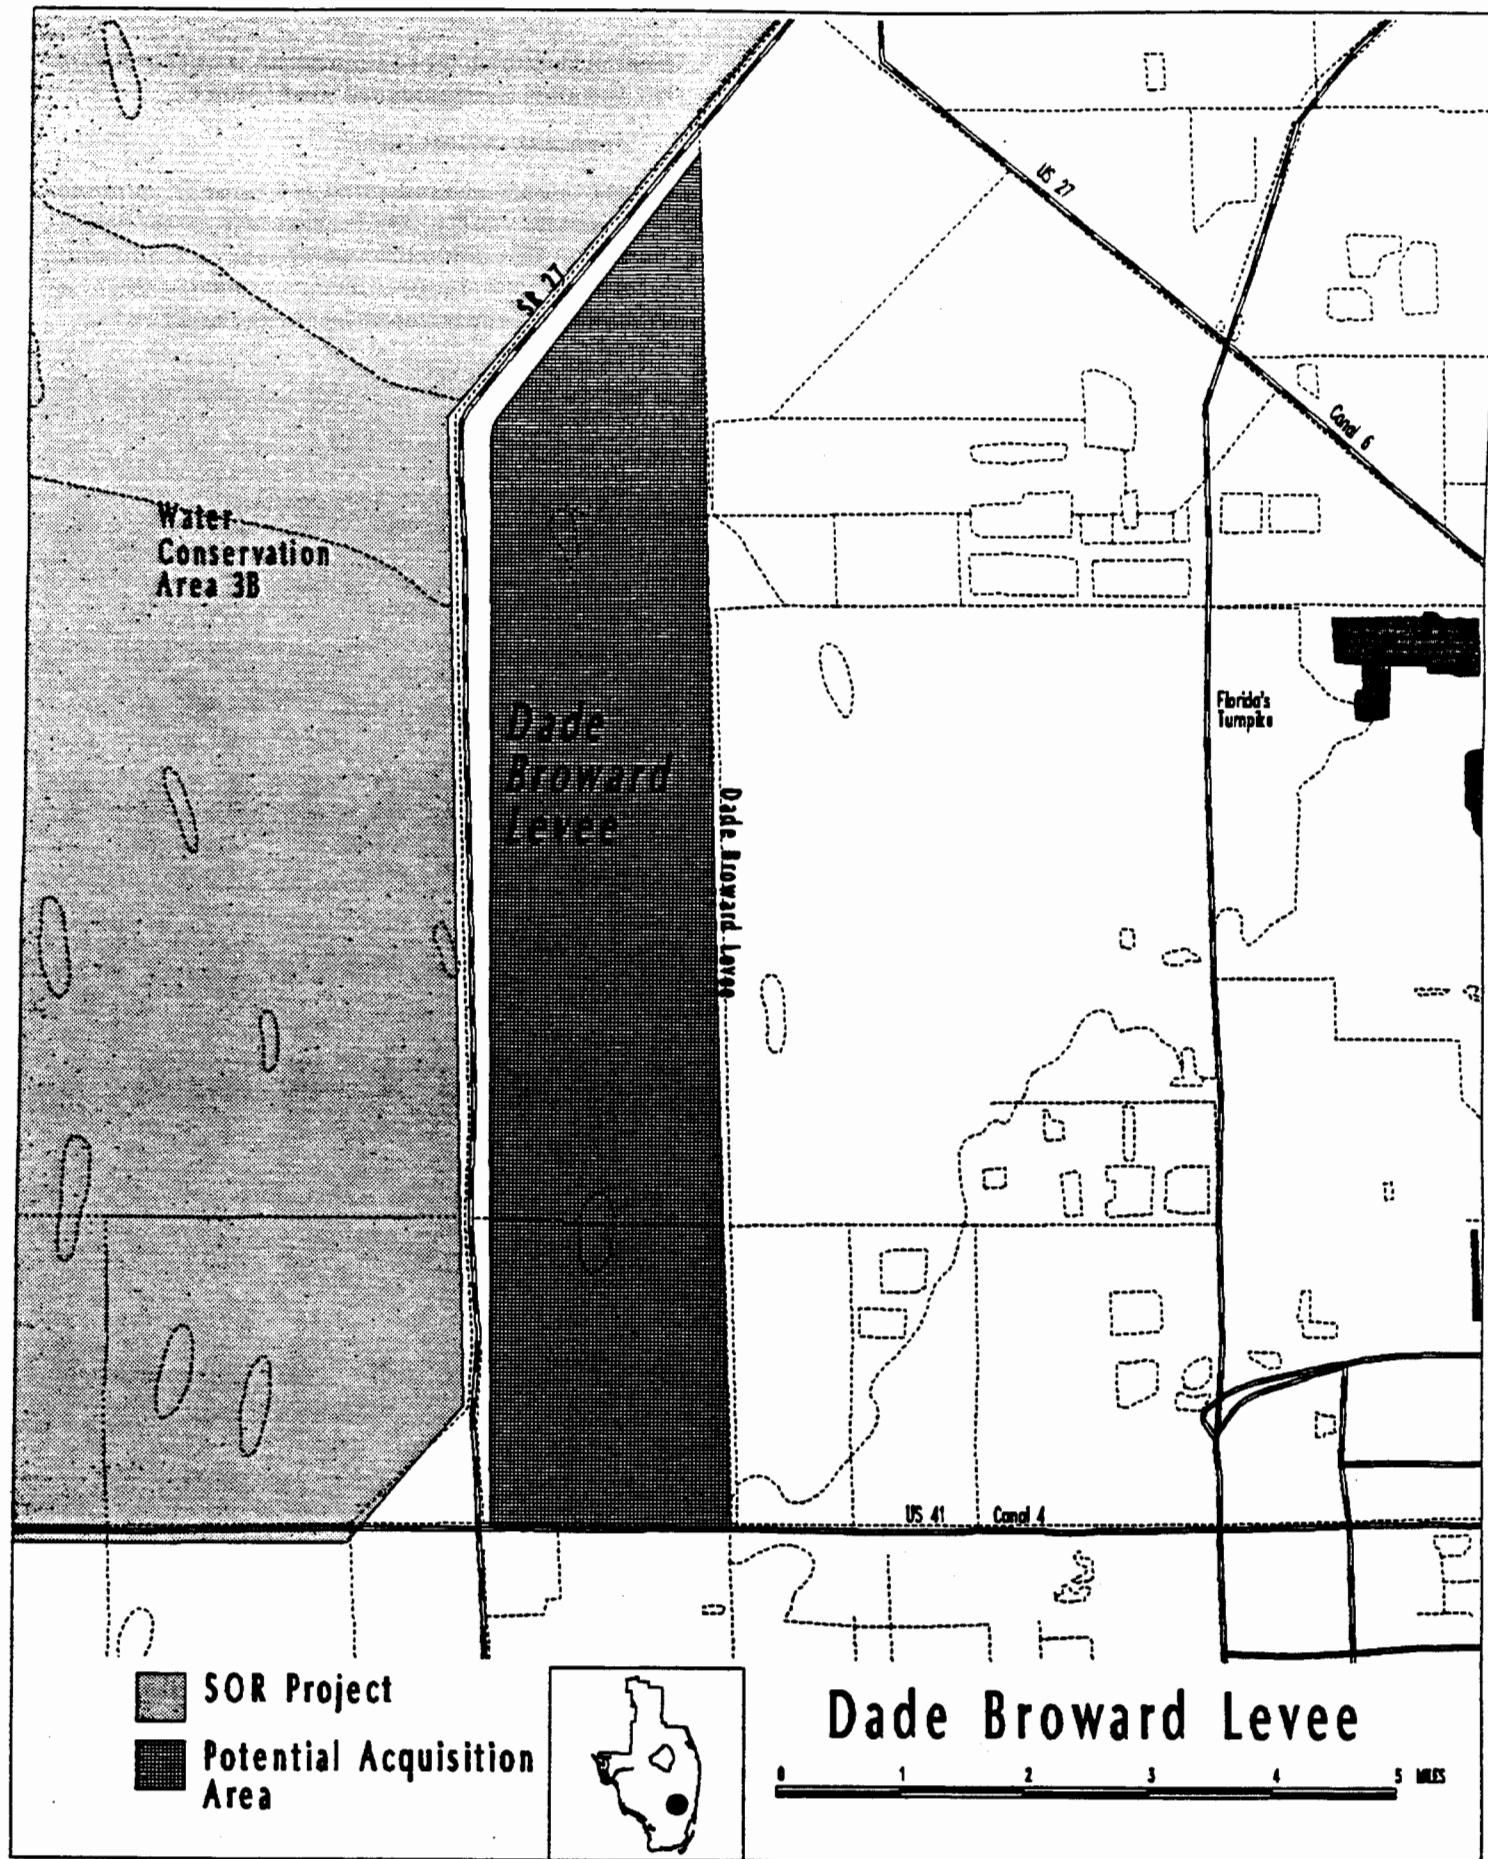 US 27
SR 27
Canal 6
Water
Conservation
Area 3B
Florida's
Turnpike
Dade
Broward
Levee
Dade Broward Levee
US 41
Canal 4
SOR Project
Potential Acquisition
Area
Dade Broward Levee
0 1 2 3 4 5 MILES